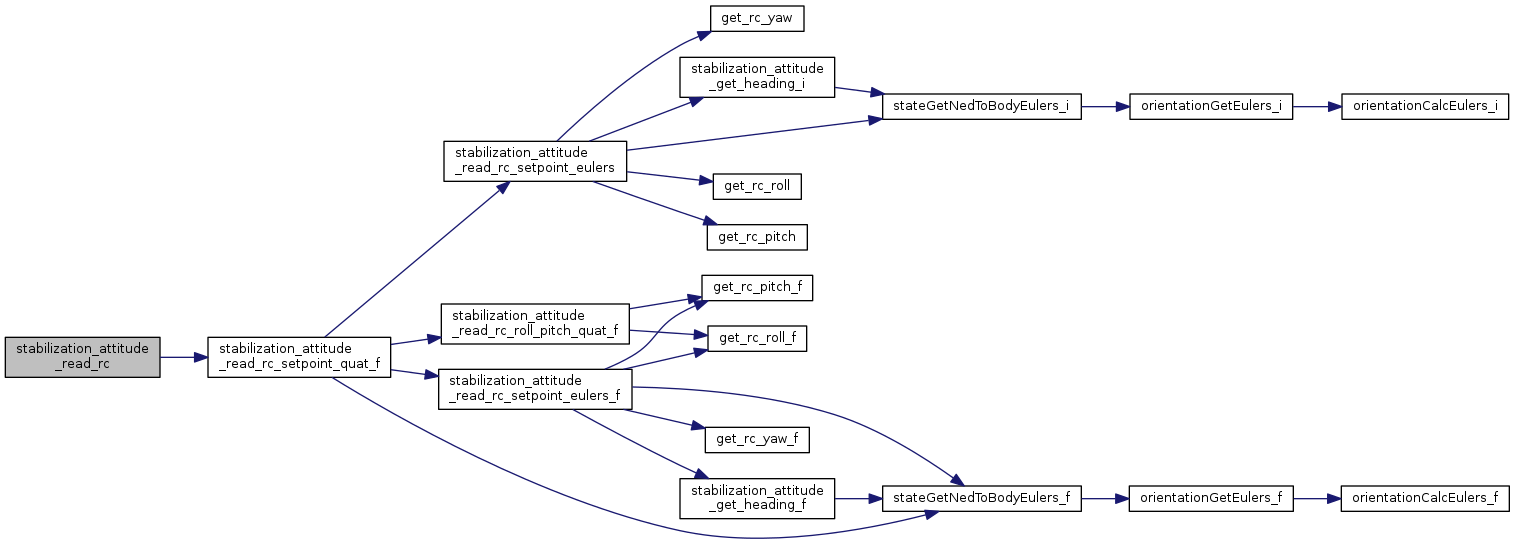 get_rc_yaw
stabilization_attitude
_get_heading_i
stateGetNedToBodyEulers_i
orientationGetEulers_i
orientationCalcEulers_i
stabilization_attitude
_read_rc_setpoint_eulers
get_rc_roll
get_rc_pitch
get_rc_pitch_f
stabilization_attitude
_read_rc_roll_pitch_quat_f
get_rc_roll_f
stabilization_attitude
_read_rc
stabilization_attitude
_read_rc_setpoint_quat_f
stabilization_attitude
_read_rc_setpoint_eulers_f
get_rc_yaw_f
stabilization_attitude
_get_heading_f
stateGetNedToBodyEulers_f
orientationGetEulers_f
orientationCalcEulers_f